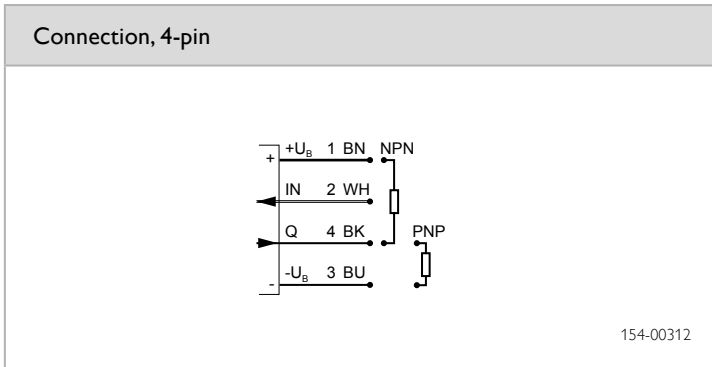 Connection, 4-pin
+ +UB 1 BN NPN
IN 2 WH
Q 4 BK PNP
- -UB 3 BU
154-00312